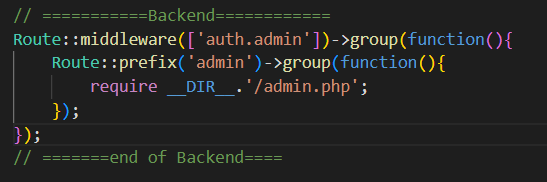 // ===========Backend============
Route::middleware(['auth.admin'])->group(function(){
    Route::prefix('admin')->group(function(){
        require __DIR__.'/admin.php';
    });
});
// =======end of Backend====